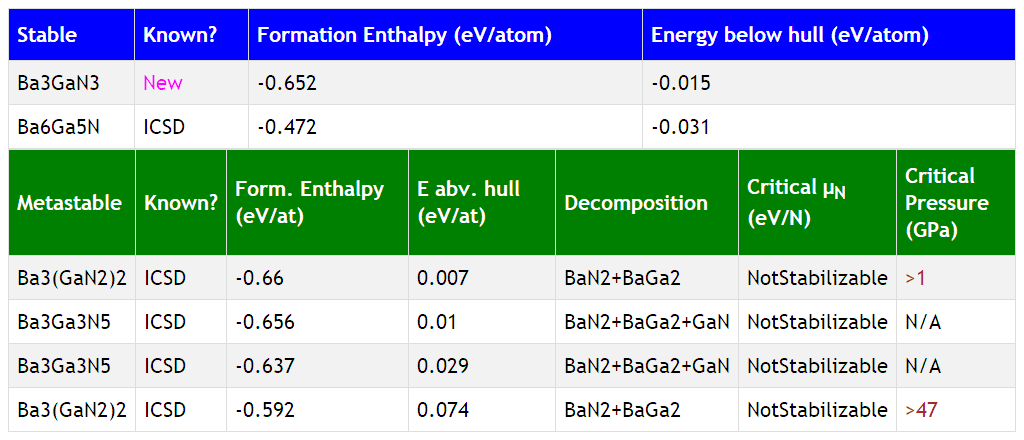 Stable Known? Formation Enthalpy (eV/atom) Energy below hull (eV/atom)
Ba3GaN3 New -0.652 -0.015
Ba6Ga5N ICSD -0.472 -0.031
Metastable Known? Form. Enthalpy (eV/at) E abv. hull (eV/at) Decomposition Critical μN (eV/N) Critical Pressure (GPa)
Ba3(GaN2)2 ICSD -0.66 0.007 BaN2+BaGa2 NotStabilizable >1
Ba3Ga3N5 ICSD -0.656 0.01 BaN2+BaGa2+GaN NotStabilizable N/A
Ba3Ga3N5 ICSD -0.637 0.029 BaN2+BaGa2+GaN NotStabilizable N/A
Ba3(GaN2)2 ICSD -0.592 0.074 BaN2+BaGa2 NotStabilizable >47